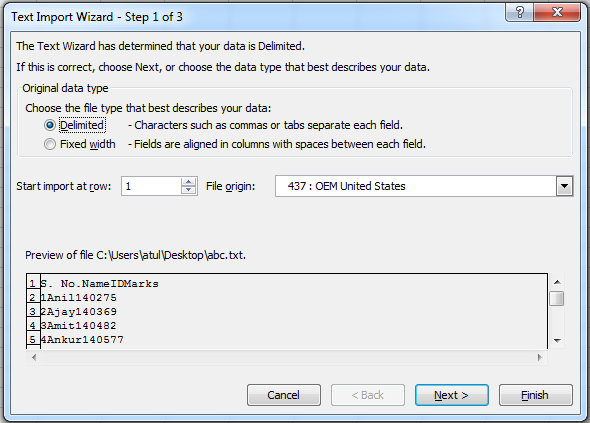 Text Import Wizard - Step 1 of 3
The Text Wizard has determined that your data is Delimited.
If this is correct, choose Next, or choose the data type that best describes your data.
Original data type
Choose the file type that best describes your data:
Delimited - Characters such as commas or tabs separate each field.
Fixed width - Fields are aligned in columns with spaces between each field.
Start import at row: 1 File origin: 437 : OEM United States
Preview of file C:\Users\atul\Desktop\abc.txt.
1 S. No.NameIDMarks
2 1Anil140275
3 2Ajay140369
4 3Amit140482
5 4Ankur140577
Cancel < Back Next > Finish